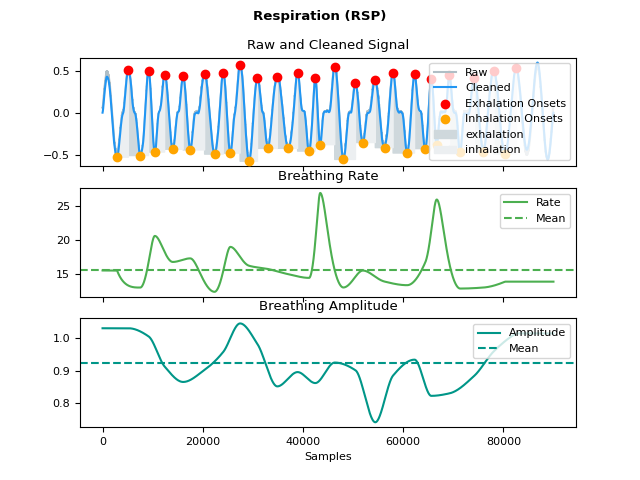 Respiration (RSP)
Raw and Cleaned Signal
0.5
0.0
−0.5
Raw
Cleaned
Exhalation Onsets
Inhalation Onsets
exhalation
inhalation
Breathing Rate
25
20
15
Rate
Mean
Breathing Amplitude
1.0
0.9
0.8
Amplitude
Mean
0 20000 40000 60000 80000
Samples